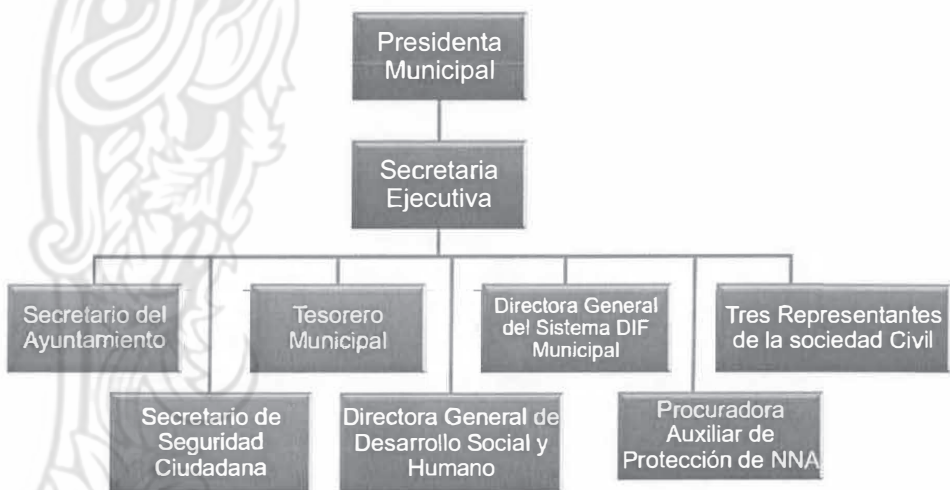 Presidenta
Municipal
Secretaria
Ejecutiva
Secretario del
Ayuntamiento
Tesorero
Municipal
Directora General
del Sistema DIF
Municipal
Tres Representantes
de la sociedad Civil
Secretario de
Seguridad
Ciudadana
Directora General de
Desarrollo Social y
Humano
Procuradora
Auxiliar de
Protección de NNA